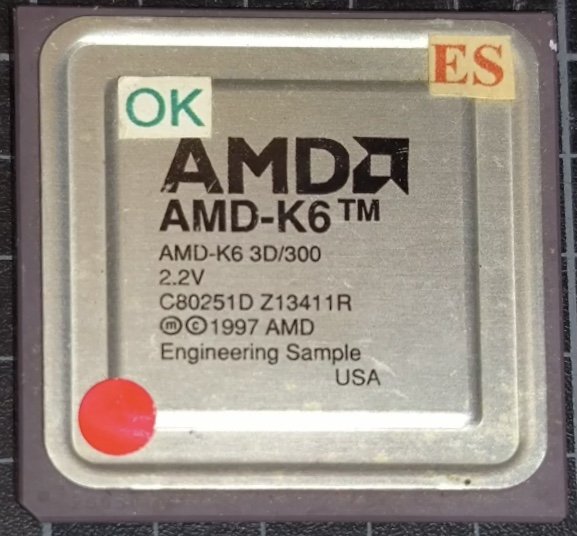 ES
OK
AMD
AMD-K6™
AMD-K6 3D/300
2.2V
C80251D Z13411R
ⓜ©1997 AMD
Engineering Sample
USA